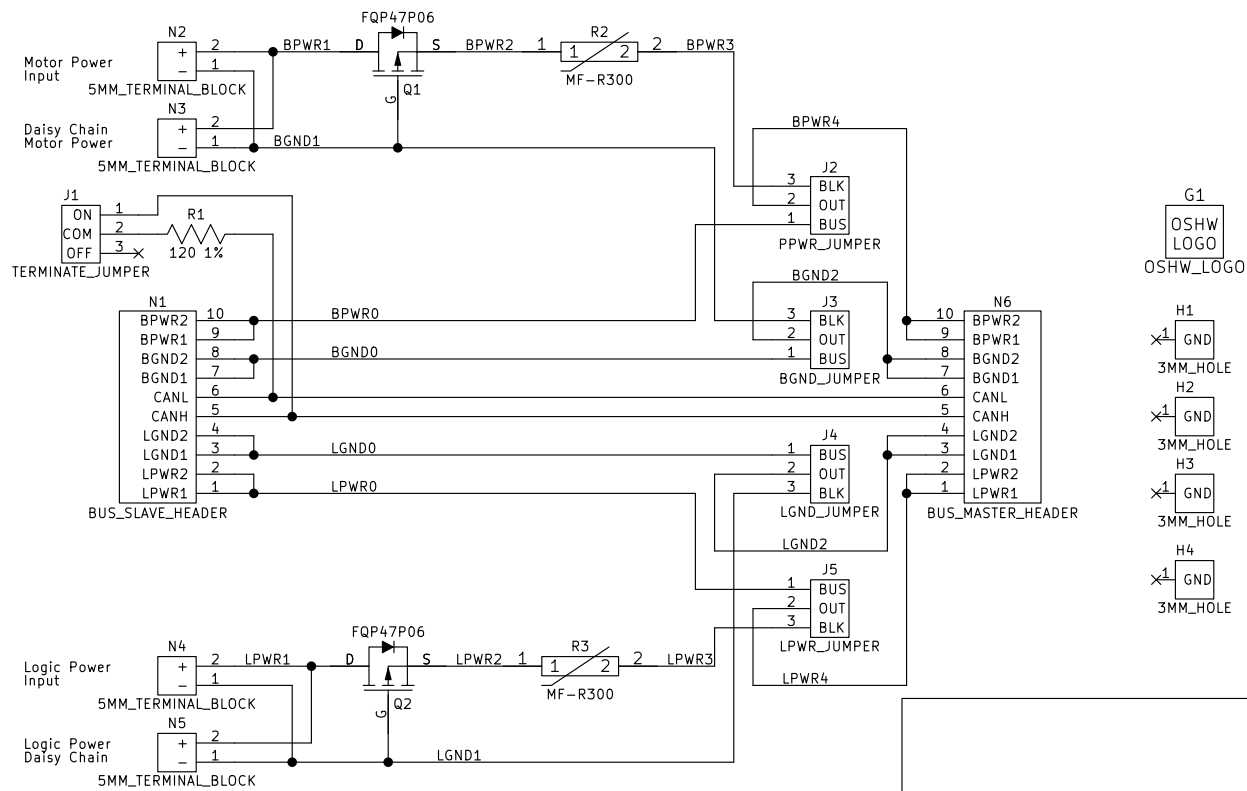 FQP47P06
N2
2
BPWR1
D
S
BPWR2
1
R2
1 2
2
BPWR3
+
-
1
Motor Power
Input
MF-R300
5MM_TERMINAL_BLOCK
G
Q1
N3
Daisy Chain
Motor Power
+
-
2
1
BGND1
5MM_TERMINAL_BLOCK
BPWR4
J2
3 BLK
2 OUT
1 BUS
PPWR_JUMPER
J1
ON 1
COM 2
OFF 3
TERMINATE_JUMPER
R1
120 1%
G1
OSHW
LOGO
OSHW_LOGO
N1
BPWR2 10
BPWR1 9
BGND2 8
BGND1 7
CANL 6
CANH 5
LGND2 4
LGND1 3
LPWR2 2
LPWR1 1
BUS_SLAVE_HEADER
BPWR0
BGND0
LGND0
LPWR0
BGND2
J3
3 BLK
2 OUT
1 BUS
BGND_JUMPER
J4
1 BUS
2 OUT
3 BLK
LGND_JUMPER
LGND2
N6
10 BPWR2
9 BPWR1
8 BGND2
7 BGND1
6 CANL
5 CANH
4 LGND2
3 LGND1
2 LPWR2
1 LPWR1
BUS_MASTER_HEADER
H1
1 GND
3MM_HOLE
H2
1 GND
3MM_HOLE
H3
1 GND
3MM_HOLE
H4
1 GND
3MM_HOLE
J5
1 BUS
2 OUT
3 BLK
LPWR_JUMPER
LPWR4
FQP47P06
N4
Logic Power
Input
+
-
2
1
LPWR1
D
S
LPWR2
1
R3
1 2
2
LPWR3
MF-R300
5MM_TERMINAL_BLOCK
G
Q2
N5
Logic Power
Daisy Chain
+
-
2
1
LGND1
5MM_TERMINAL_BLOCK